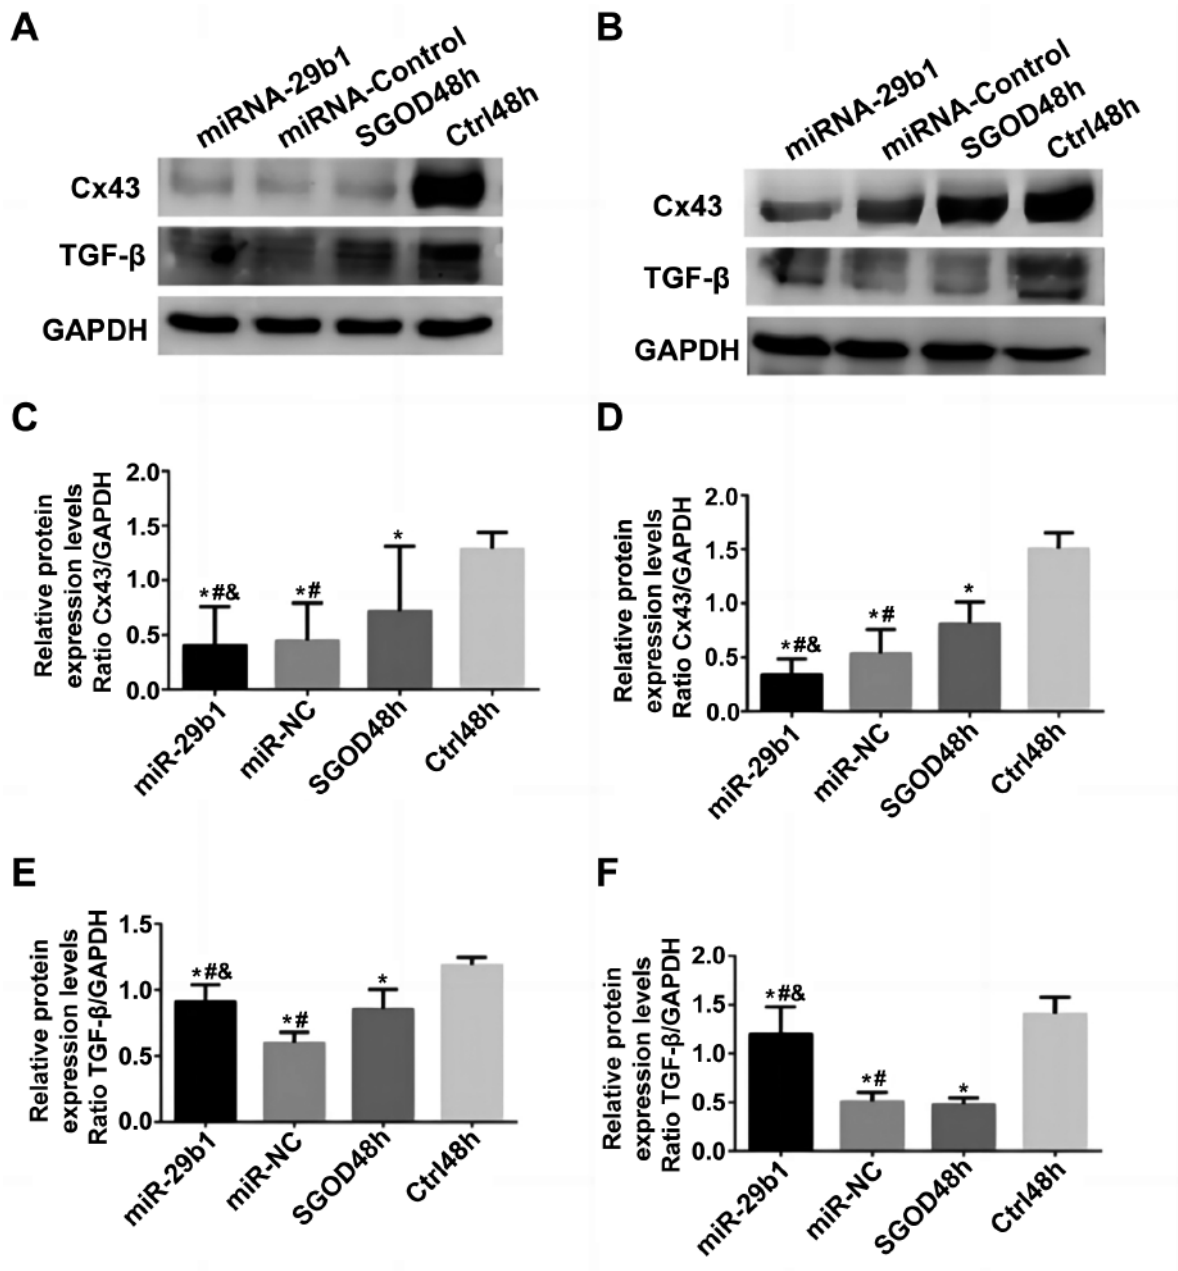 A
miRNA-29b1
miRNA-Control
SGOD48h
Ctrl48h
Cx43
TGF-β
GAPDH
B
miRNA-29b1
miRNA-Control
SGOD48h
Ctrl48h
Cx43
TGF-β
GAPDH
C
Relative protein
expression levels
Ratio Cx43/GAPDH
2.0
1.5
1.0
0.5
0.0
*#&
*#
*
miR-29b1
miR-NC
SGOD48h
Ctrl48h
D
Relative protein
expression levels
Ratio Cx43/GAPDH
2.0
1.5
1.0
0.5
0.0
*#&
*#
*
miR-29b1
miR-NC
SGOD48h
Ctrl48h
E
Relative protein
expression levels
Ratio TGF-β/GAPDH
1.5
1.0
0.5
0.0
*#&
*#
*
miR-29b1
miR-NC
SGOD48h
Ctrl48h
F
Relative protein
expression levels
Ratio TGF-β/GAPDH
2.0
1.5
1.0
0.5
0.0
*#&
*#
*
miR-29b1
miR-NC
SGOD48h
Ctrl48h